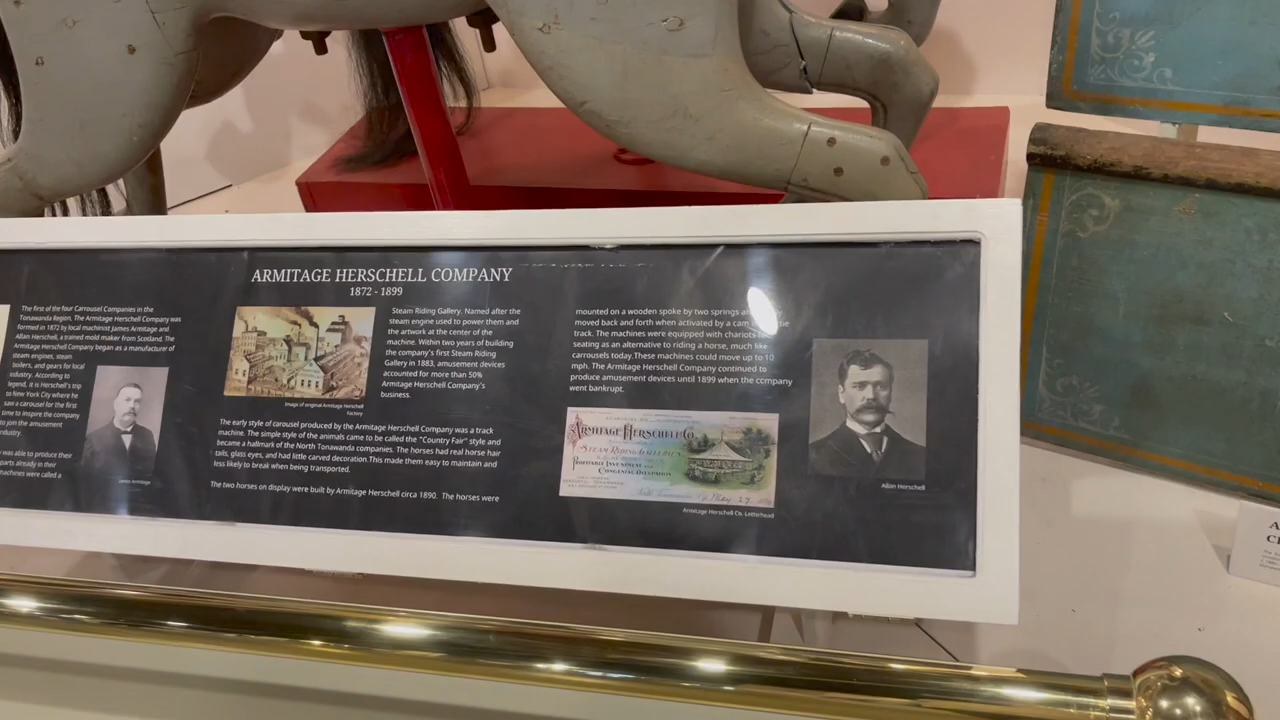 ARMITAGE HERSCHELL COMPANY
1872 - 1899
The first of the four Carrousel Companies in the
Tonawanda Region, The Armitage Herschell Company was
formed in 1872 by local machinist James Armitage and
Allan Herschell, a trained mold maker from Scotland. The
Armitage Herschell Company began as a manufacturer of
steam engines, steam
boilers, and gears for local
industry. According to
legend, it is Herschell's trip
to New York City where he
saw a carousel for the first
time to inspire the company
to join the amusement
industry.
was able to produce their
parts already in their
machines were called a
James Armitage
Image of original Armitage Herschell
Factory
Steam Riding Gallery. Named after the
steam engine used to power them and
the artwork at the center of the
machine. Within two years of building
the company's first Steam Riding
Gallery in 1883, amusement devices
accounted for more than 50%
Armitage Herschell Company's
business.
The early style of carousel produced by the Armitage Herschell Company was a track
machine. The simple style of the animals came to be called the "Country Fair" style and
became a hallmark of the North Tonawanda companies. The horses had real horse hair
tails, glass eyes, and had little carved decoration.This made them easy to maintain and
less likely to break when being transported.
The two horses on display were built by Armitage Herschell circa 1890. The horses were
mounted on a wooden spoke by two springs
moved back and forth when activated by a cam
track. The machines were equipped with chariots
seating as an alternative to riding a horse, much like
carrousels today.These machines could move up to 10
mph. The Armitage Herschell Company continued to
produce amusement devices until 1899 when the company
went bankrupt.
ARMITAGE HERSCHELL CO.
STEAM RIDING GALLERIES
PROFITABLE INVESTMENT AND
CONGENIAL OCCUPATION
Armitage Herschell Co. Letterhead
Allan Herschell